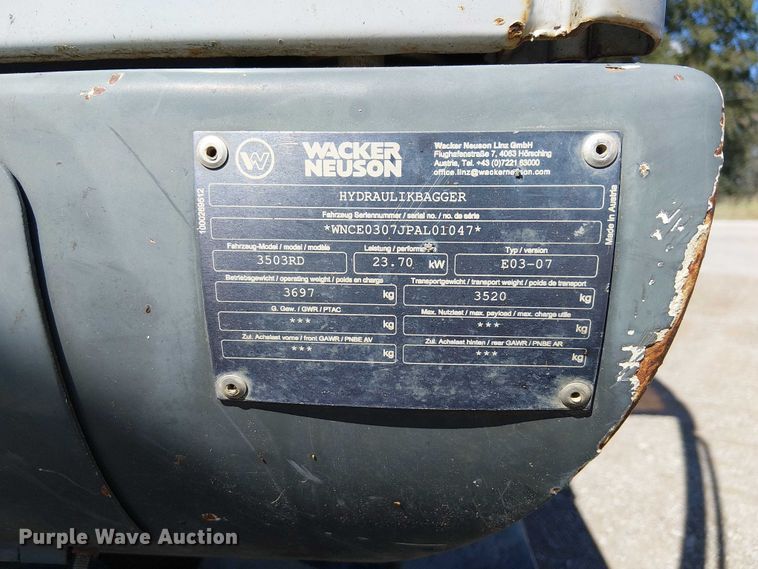 WACKER
NEUSON
Wacker Neuson Linz GmbH
Flughafenstraße 7, 4063 Hörsching
Austria, Tel. +43 (0)7221 63000
office.linz@wackerneuson.com
HYDRAULIKBAGGER
Fahrzeug Seriennummer / serial no. / no. de série
*WNCE0307JPAL01047*
Fahrzeug-Model / model / modèle Leistung / performance Typ / version
3503RD 23.70 kW E03-07
Betriebsgewicht / operating weight / poids en charge Transportgewicht / transport weight / poids de transport
3697 kg 3520 kg
G. Gew. / GWR / PTAC Max. Nutzlast / max. payload / max. charge utile
*** kg *** kg
Zul. Achslast vorne / front GAWR / PNBE AV Zul. Achslast hinten / rear GAWR / PNBE AR
*** kg *** kg
1000289512
Made in Austria
Purple Wave Auction